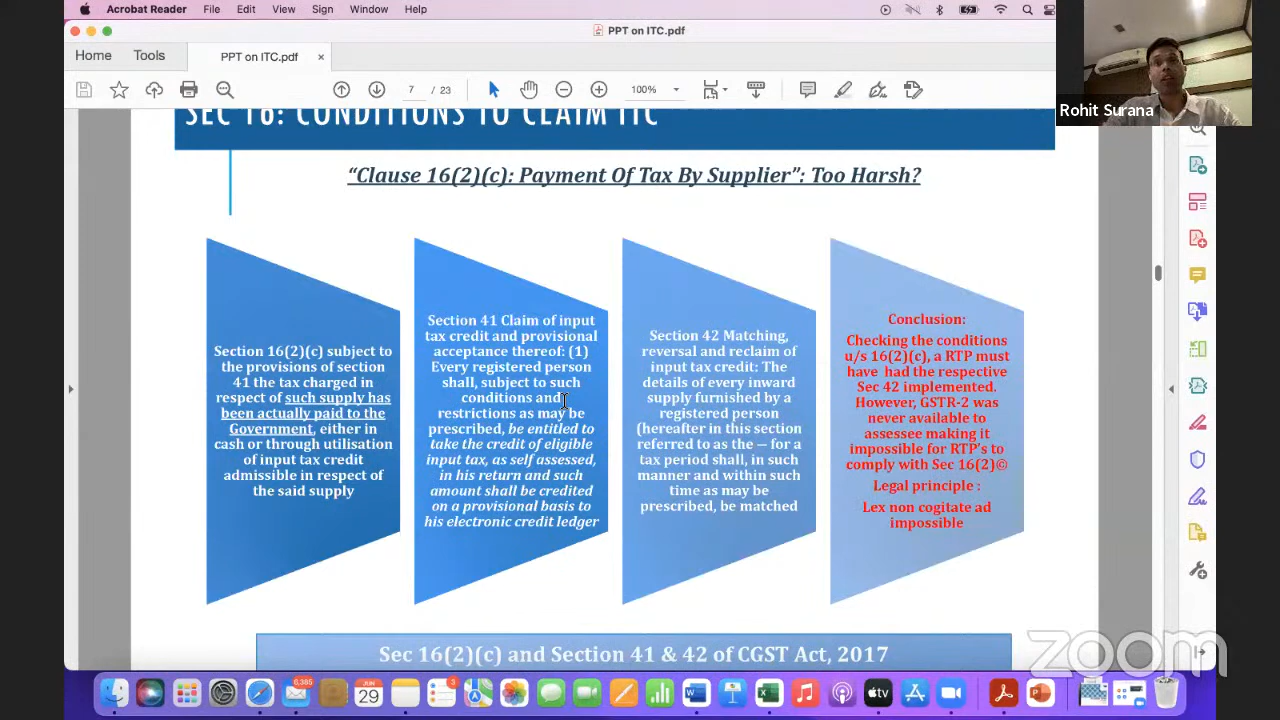 Acrobat Reader File Edit View Sign Window Help
PPT on ITC.pdf
Home Tools PPT on ITC.pdf ×
7 / 23 100%
Rohit Surana
SEC 16: CONDITIONS TO CLAIM ITC
“Clause 16(2)(c): Payment Of Tax By Supplier”: Too Harsh?
Section 16(2)(c) subject to
the provisions of section
41 the tax charged in
respect of such supply has
been actually paid to the
Government, either in
cash or through utilisation
of input tax credit
admissible in respect of
the said supply
Section 41 Claim of input
tax credit and provisional
acceptance thereof: (1)
Every registered person
shall, subject to such
conditions and
restrictions as may be
prescribed, be entitled to
take the credit of eligible
input tax, as self assessed,
in his return and such
amount shall be credited
on a provisional basis to
his electronic credit ledger
Section 42 Matching,
reversal and reclaim of
input tax credit: The
details of every inward
supply furnished by a
registered person
(hereafter in this section
referred to as the ― for a
tax period shall, in such
manner and within such
time as may be
prescribed, be matched
Conclusion:
Checking the conditions
u/s 16(2)(c), a RTP must
have had the respective
Sec 42 implemented.
However, GSTR-2 was
never available to
assessee making it
impossible for RTP's to
comply with Sec 16(2)©
Legal principle :
Lex non cogitate ad
impossible
Sec 16(2)(c) and Section 41 & 42 of CGST Act, 2017
zoom
6,385
JUN
29
3
tv